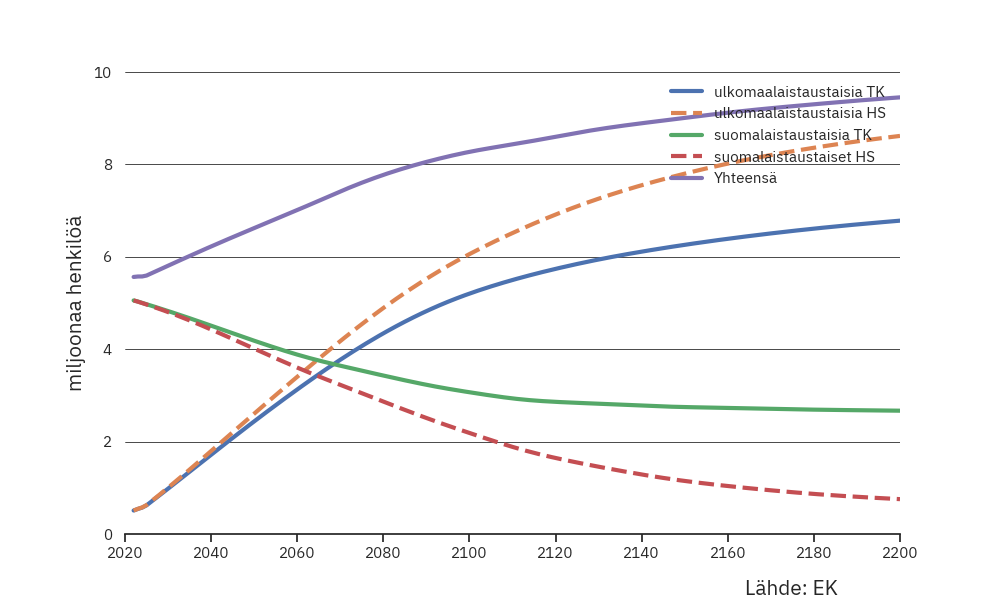 10
8
6
4
2
0
miljoonaa henkilöä
ulkomaalaistaustaisia TK
ulkomaalaistaustaisia HS
suomalaistaustaisia TK
suomalaistaustaiset HS
Yhteensä
2020 2040 2060 2080 2100 2120 2140 2160 2180 2200
Lähde: EK